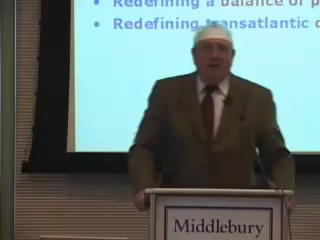 • Redefining a balance of p
• Redefining transatlantic
Middlebury